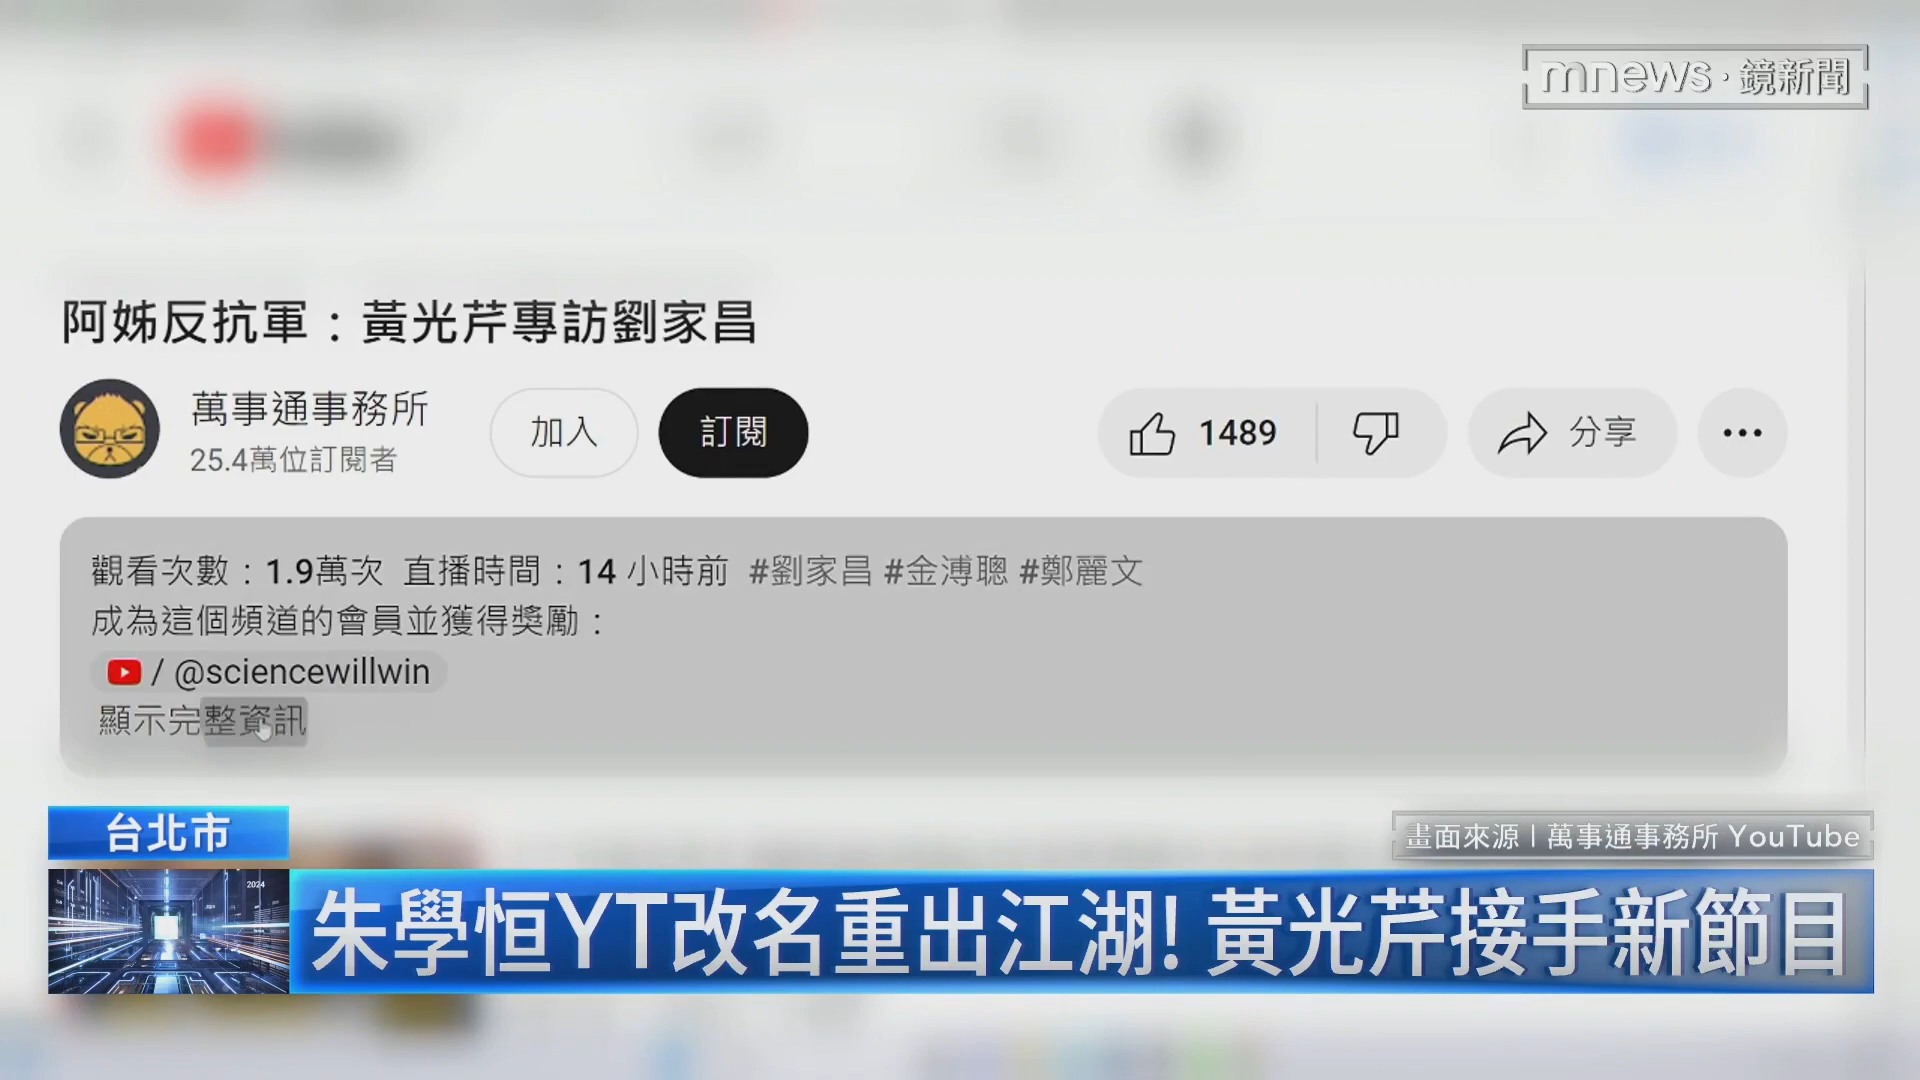 mnews·鏡新聞
阿姊反抗軍：黃光芹專訪劉家昌
萬事通事務所
25.4萬位訂閱者
加入
訂閱
1489
分享
觀看次數：1.9萬次 直播時間：14 小時前 #劉家昌 #金溥聰 #鄭麗文
成為這個頻道的會員並獲得獎勵：
/ @sciencewillwin
顯示完整資訊
台北市
畫面來源 | 萬事通事務所 YouTube
2024
朱學恒YT改名重出江湖! 黃光芹接手新節目